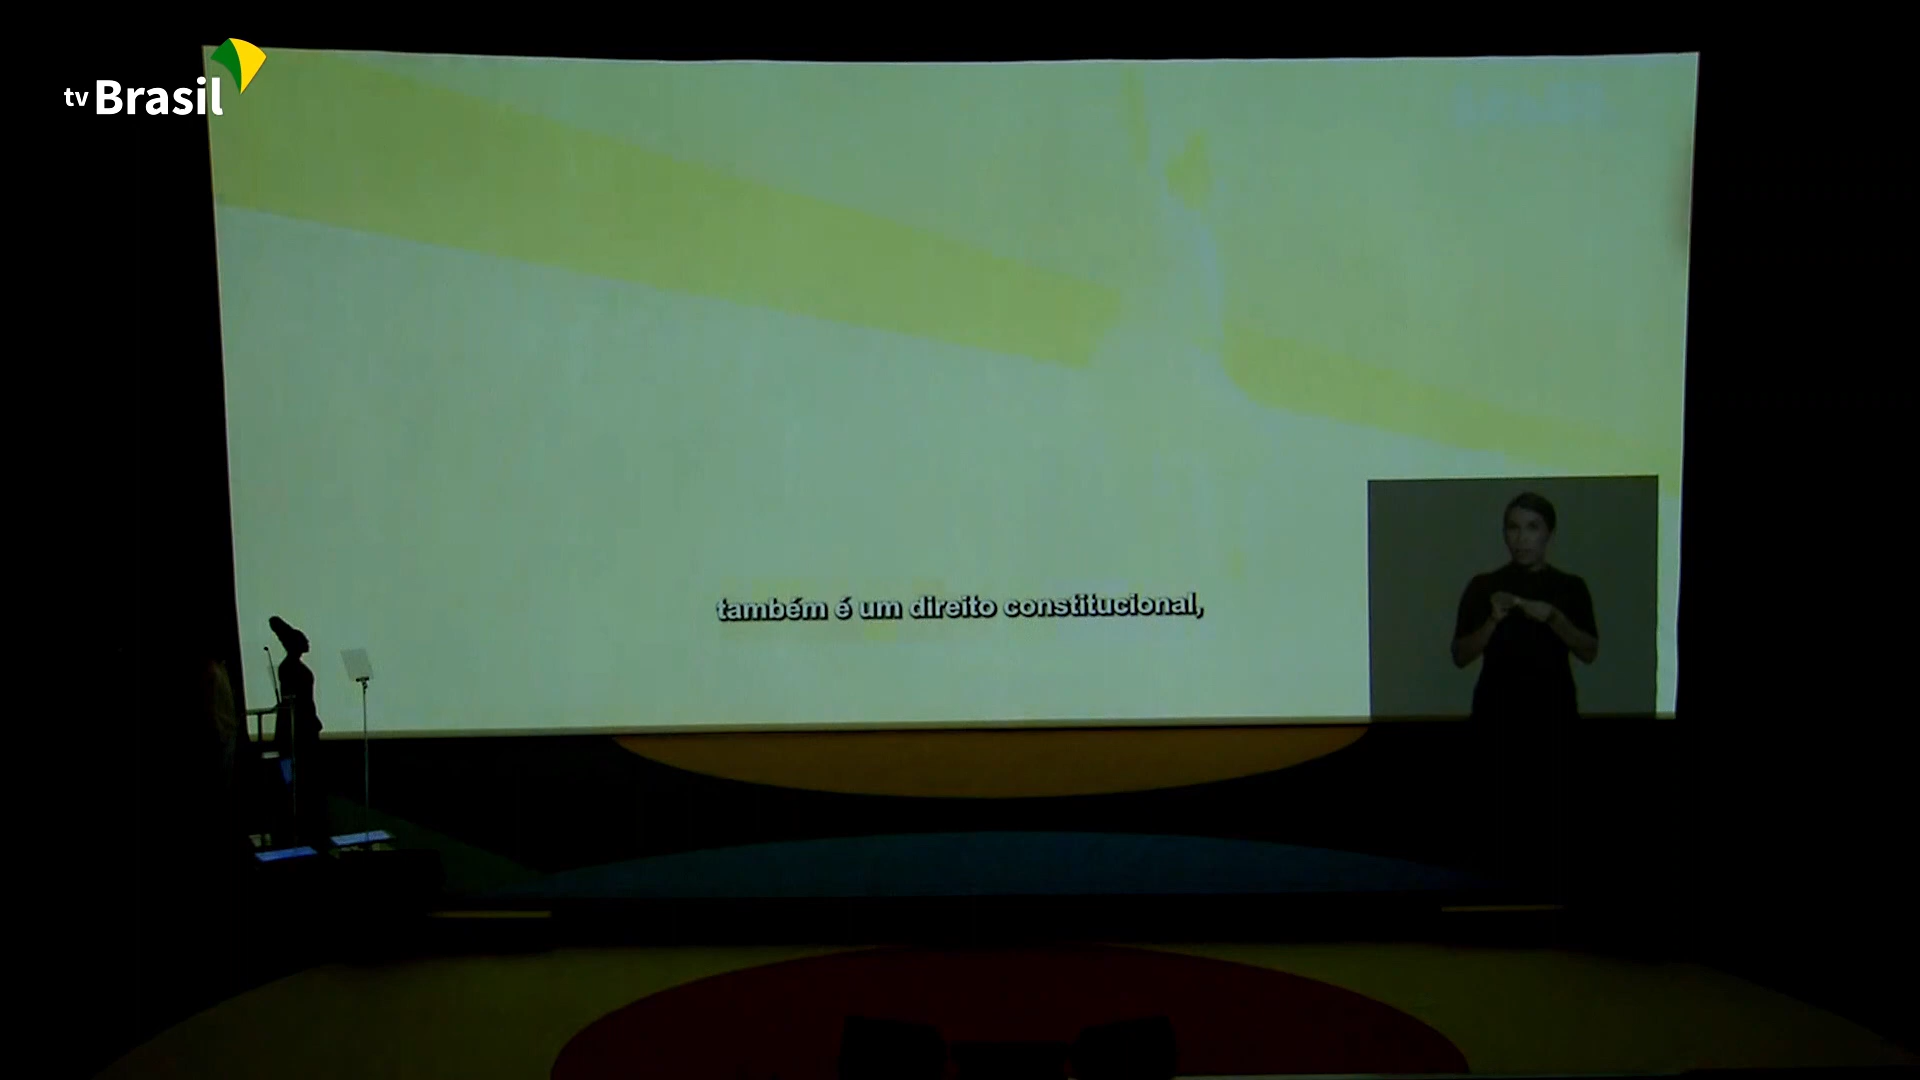 tv Brasil
também é um direito constitucional,